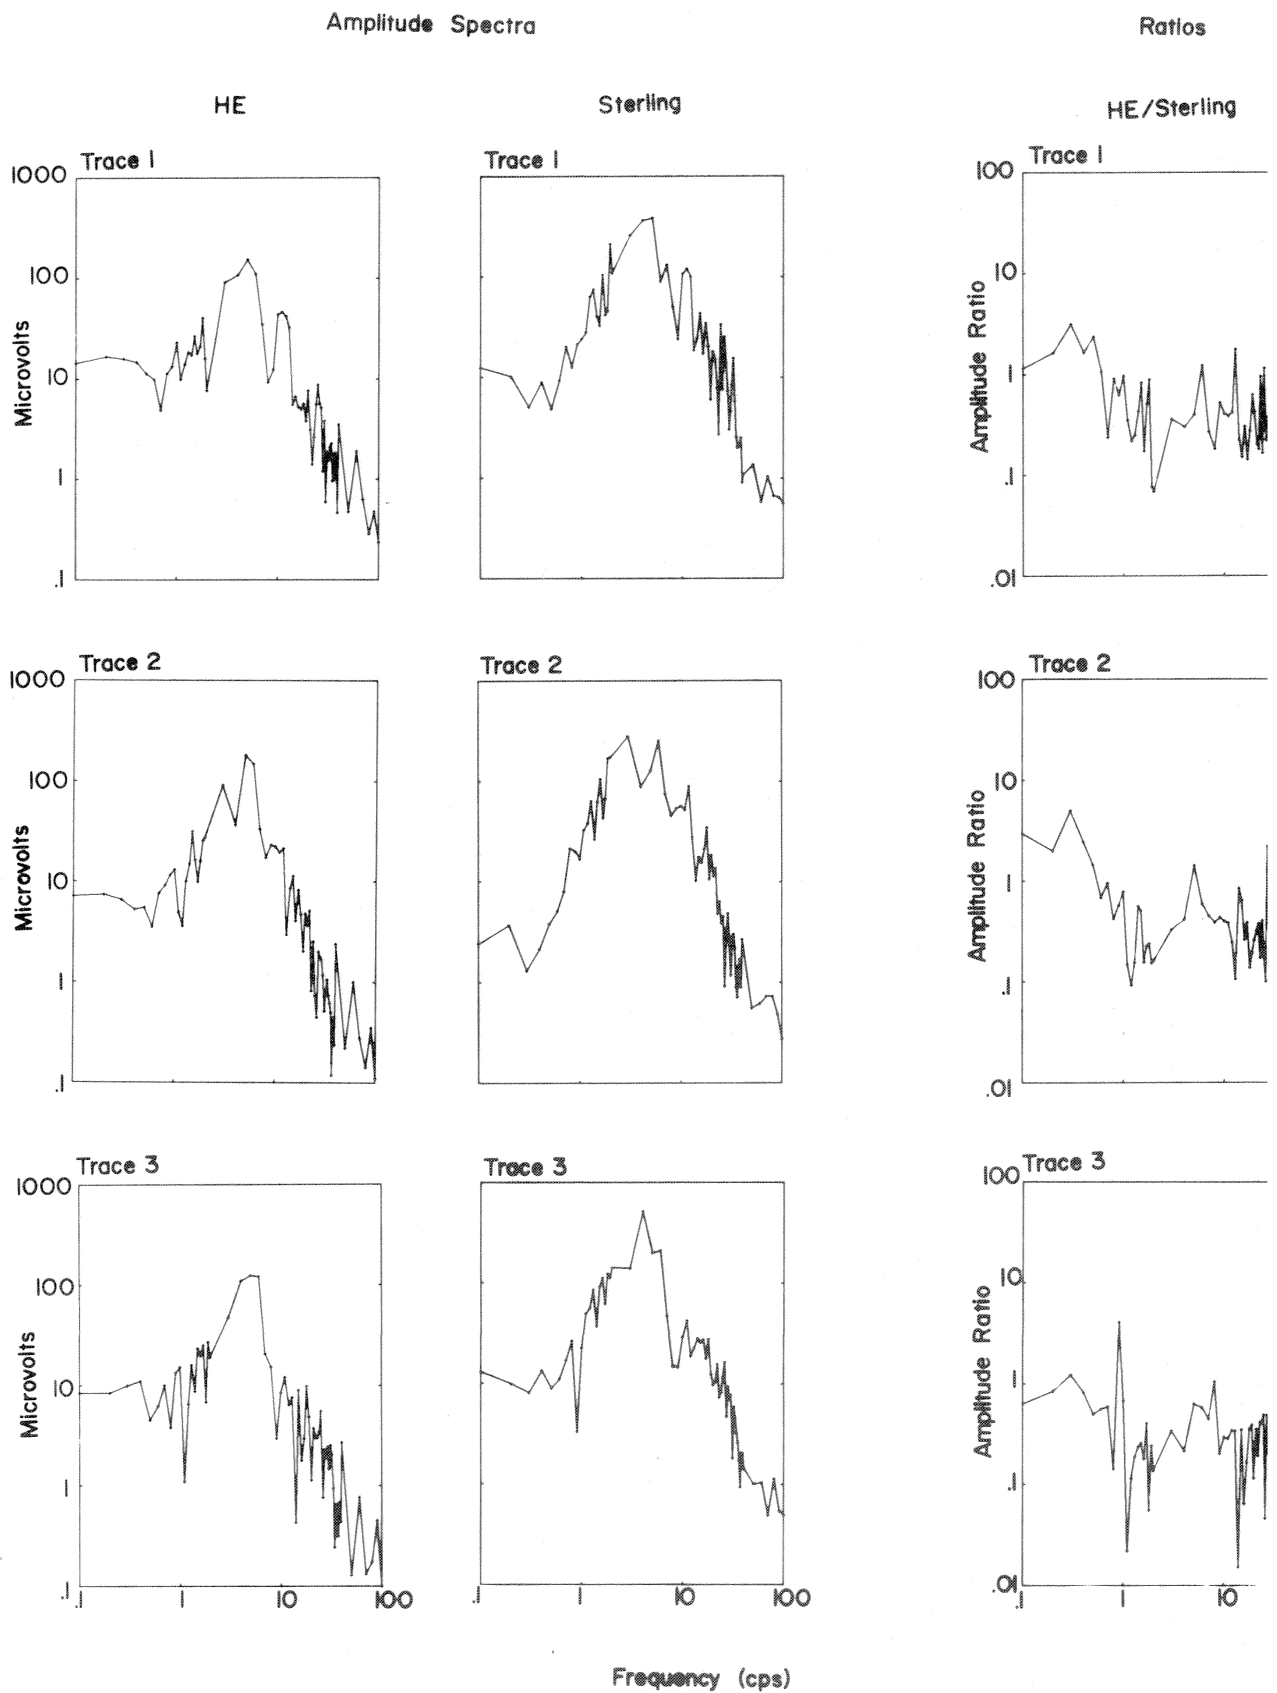 Amplitude Spectra
Ratios
HE
Sterling
HE/Sterling
Trace 1
Trace 1
Trace 1
1000
100
10
1
.1
Microvolts
100
10
1
.1
.01
Amplitude Ratio
Trace 2
Trace 2
Trace 2
1000
100
10
1
.1
Microvolts
100
10
1
.1
.01
Amplitude Ratio
Trace 3
Trace 3
Trace 3
1000
100
10
1
.1
Microvolts
100
10
1
.1
.01
Amplitude Ratio
.1 1 10 100
.1 1 10 100
.1 1 10
Frequency (cps)